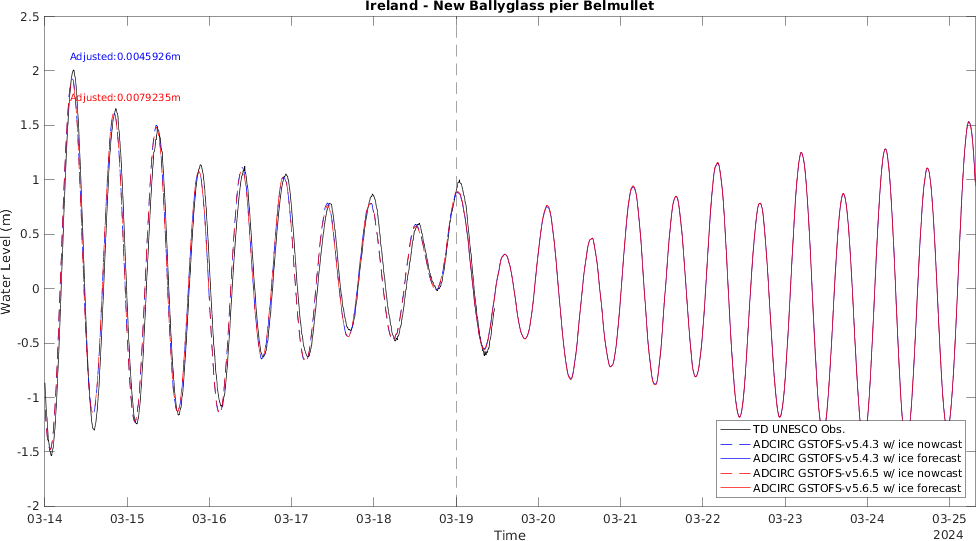 Ireland - New Ballyglass pier Belmullet
2.5
Adjusted:0.0045926m
2
Adjusted:0.0079235m
1.5
1
0.5
0
-0.5
-1
-1.5
-2
Water Level (m)
TD UNESCO Obs.
ADCIRC GSTOFS-v5.4.3 w/ ice nowcast
ADCIRC GSTOFS-v5.4.3 w/ ice forecast
ADCIRC GSTOFS-v5.6.5 w/ ice nowcast
ADCIRC GSTOFS-v5.6.5 w/ ice forecast
03-14 03-15 03-16 03-17 03-18 03-19 03-20 03-21 03-22 03-23 03-24 03-25
Time
2024